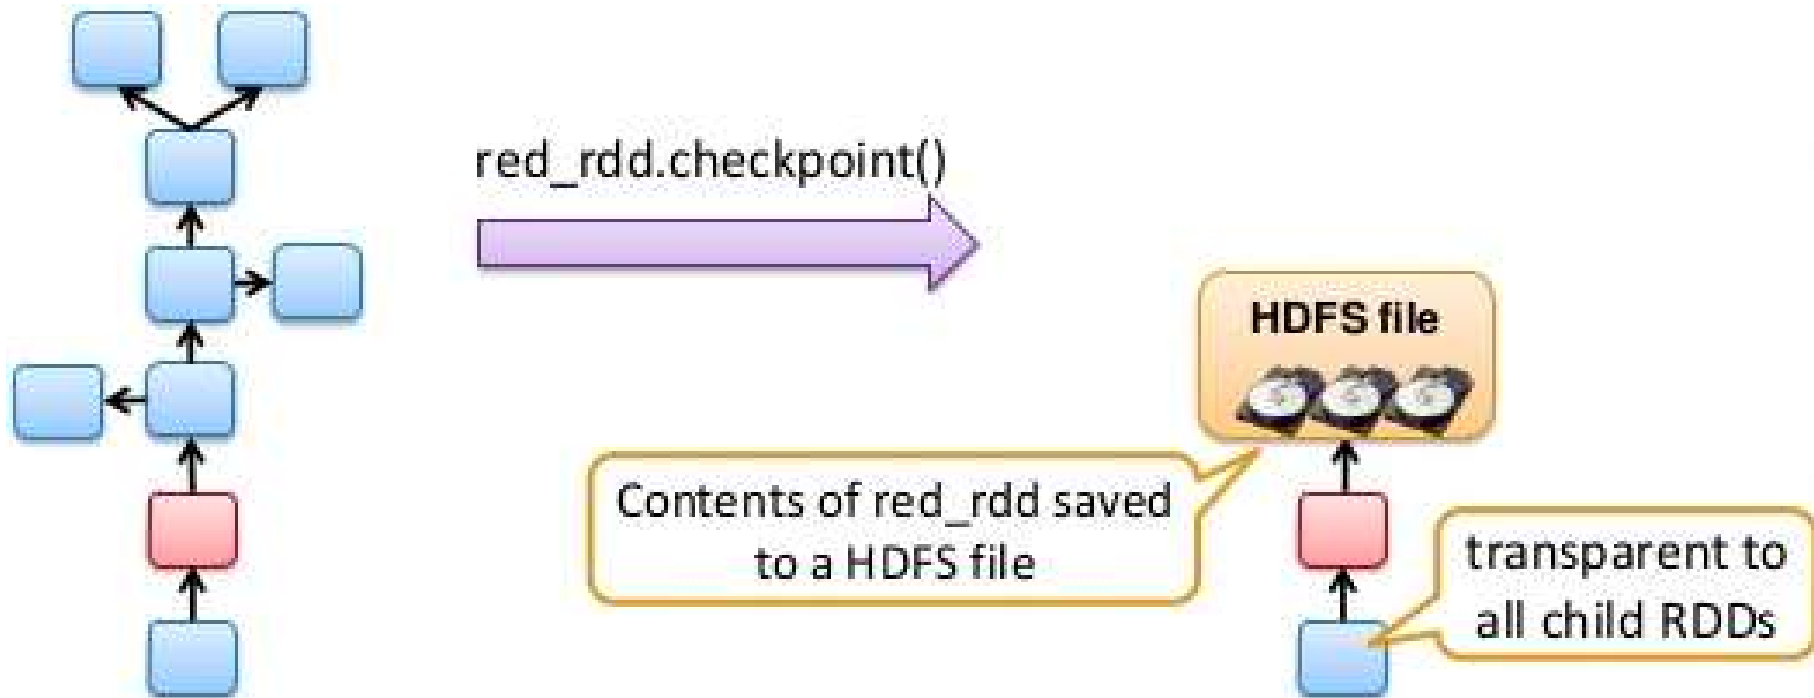 red_rdd.checkpoint()
HDFS file
Contents of red_rdd saved
to a HDFS file
transparent to
all child RDDs